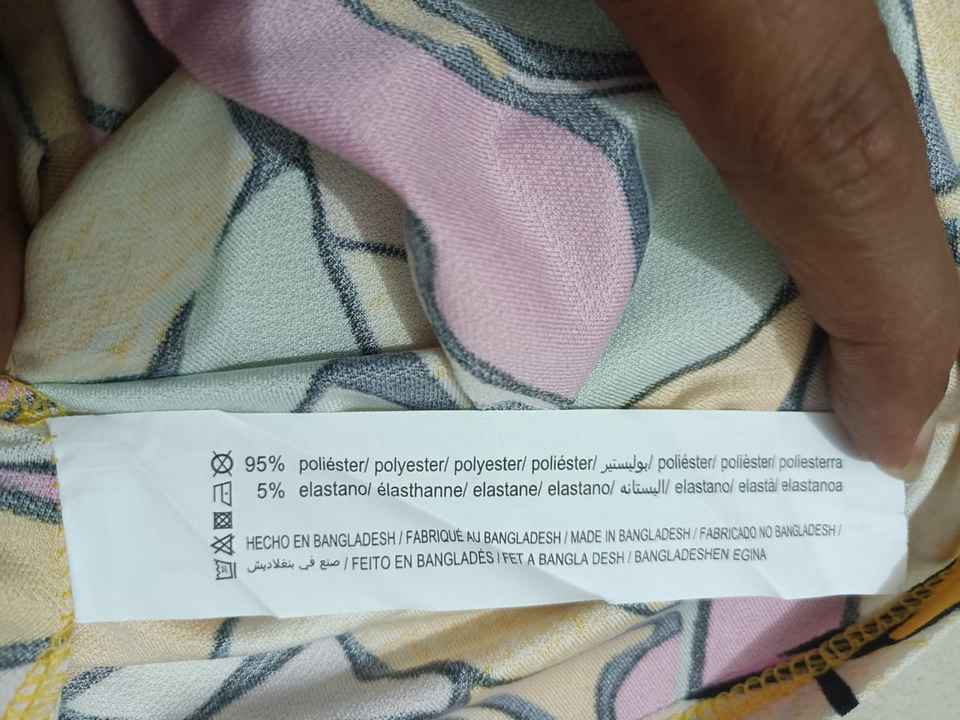 95% poliéster/ polyester/ polyester/ poliéster/ بوليستير/ poliéster/ polièster/ poliesterra
5% elastano/ élasthanne/ elastane/ elastano/ اليستانه/ elastano/ elastà/ elastanoa
HECHO EN BANGLADESH / FABRIQUÉ AU BANGLADESH / MADE IN BANGLADESH / FABRICADO NO BANGLADESH /
صنع في بنغلاديش / FEITO EN BANGLADÉS / FET A BANGLA DESH / BANGLADESHEN EGINA